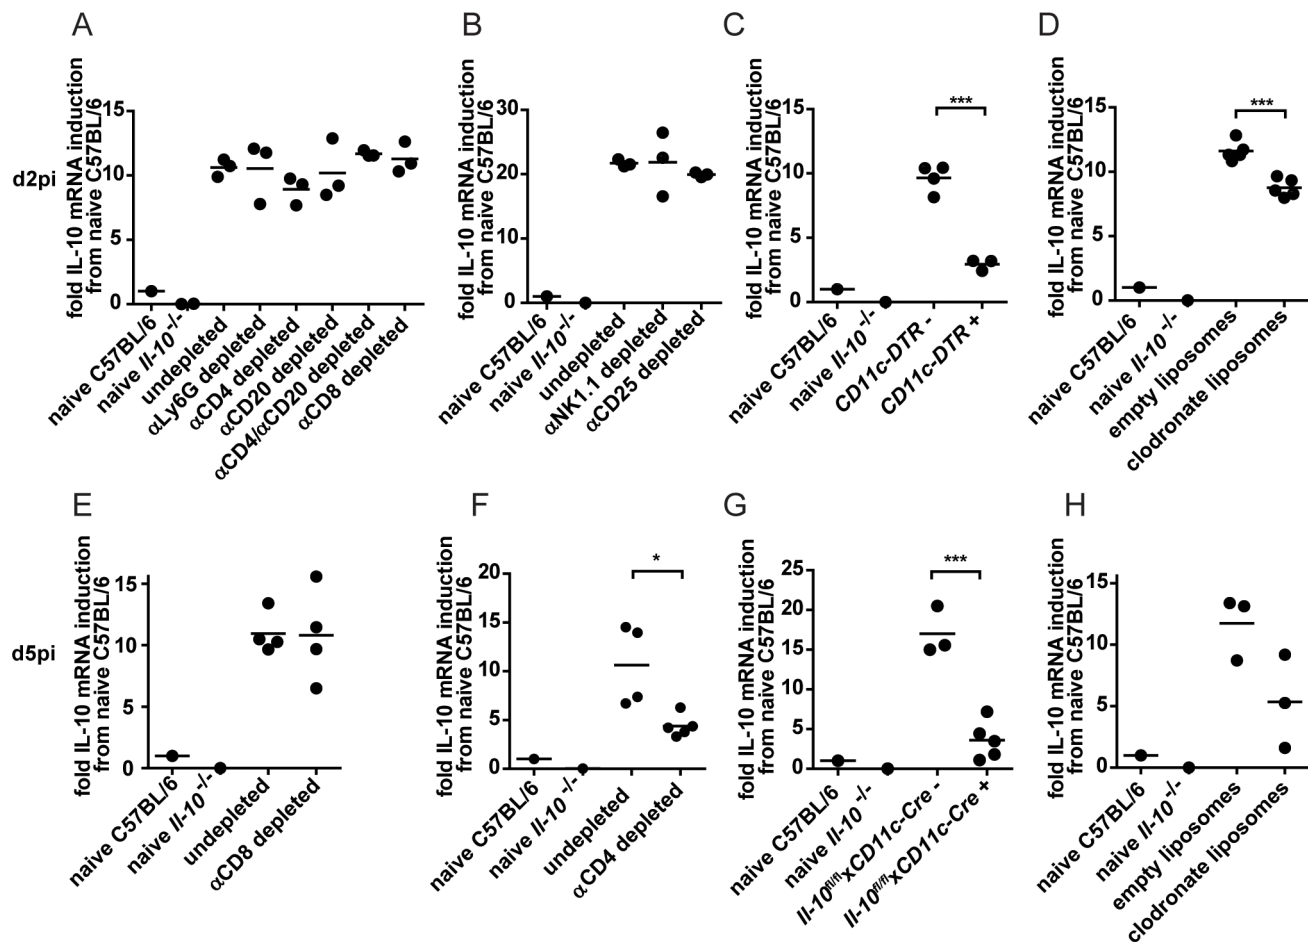 A
fold IL-10 mRNA induction
from naive C57BL/6
15
10
5
0
naive C57BL/6
naive Il-10-/-
undepleted
αLy6G depleted
αCD4 depleted
αCD20 depleted
αCD4/αCD20 depleted
αCD8 depleted
B
fold IL-10 mRNA induction
from naive C57BL/6
30
20
10
0
naive C57BL/6
naive Il-10-/-
undepleted
αNK1.1 depleted
αCD25 depleted
C
fold IL-10 mRNA induction
from naive C57BL/6
15
10
5
0
***
naive C57BL/6
naive Il-10-/-
CD11c-DTR -
CD11c-DTR +
D
fold IL-10 mRNA induction
from naive C57BL/6
15
10
5
0
***
naive C57BL/6
naive Il-10-/-
empty liposomes
clodronate liposomes
d2pi
E
fold IL-10 mRNA induction
from naive C57BL/6
15
10
5
0
naive C57BL/6
naive Il-10-/-
undepleted
αCD8 depleted
F
fold IL-10 mRNA induction
from naive C57BL/6
20
15
10
5
0
*
naive C57BL/6
naive Il-10-/-
undepleted
αCD4 depleted
G
fold IL-10 mRNA induction
from naive C57BL/6
25
20
15
10
5
0
***
naive C57BL/6
naive Il-10-/-
Il-10fl/flxCD11c-Cre -
Il-10fl/flxCD11c-Cre +
H
fold IL-10 mRNA induction
from naive C57BL/6
15
10
5
0
naive C57BL/6
naive Il-10-/-
empty liposomes
clodronate liposomes
d5pi